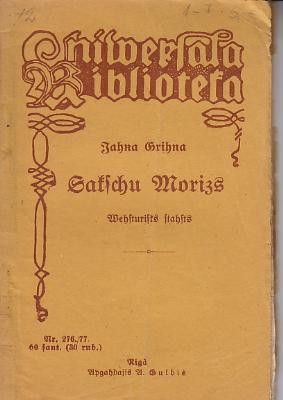 Uniwersala
Biblioteka
Jahna Grihna
Sakschu Morizs
Wehsturisks stahsts
Nr. 276./77.
60 sant. (30 rub.)
Rigā
Apgahdajis A. Gulbis